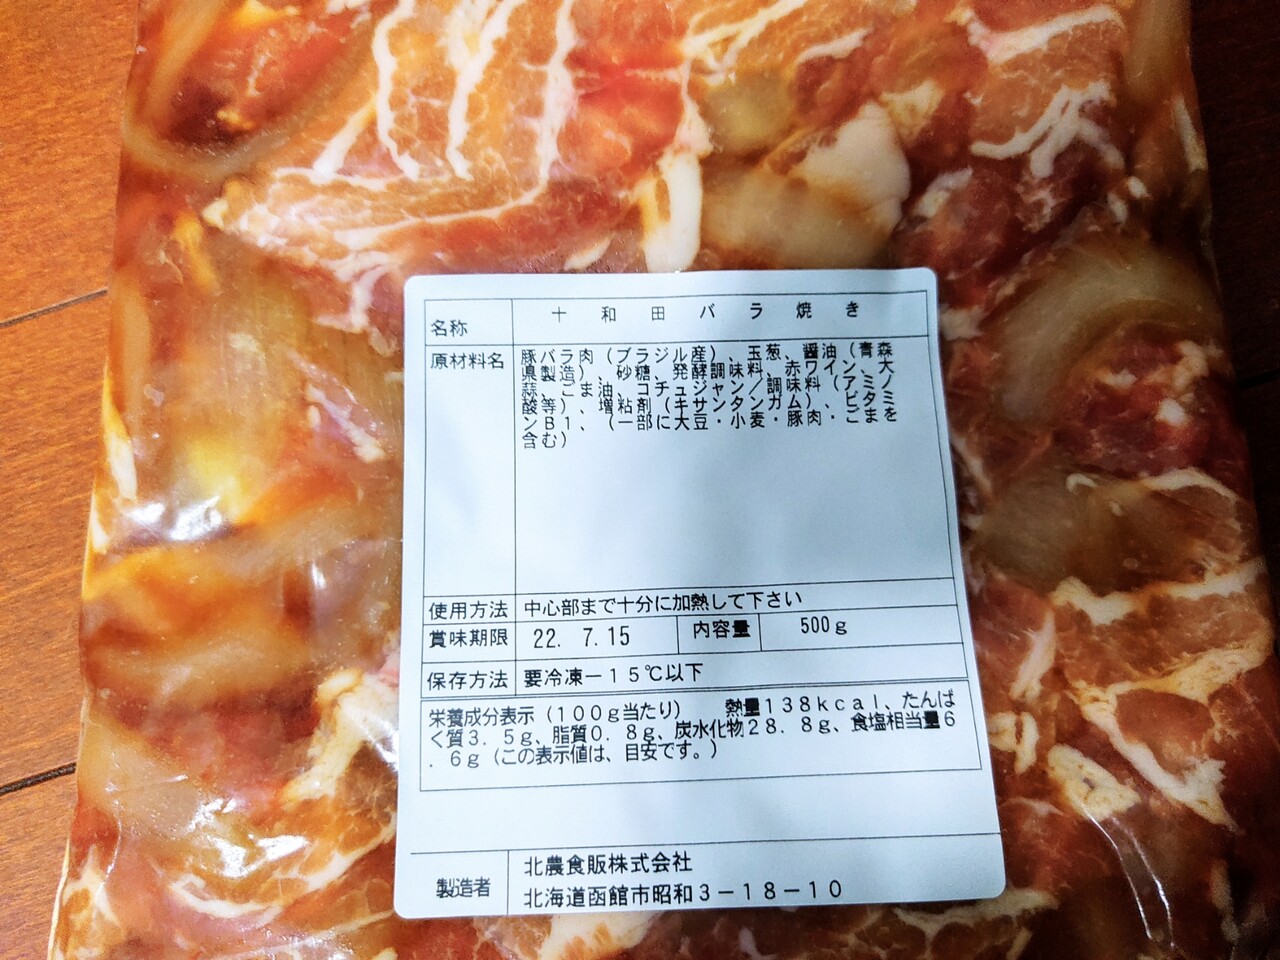 名称 十和田バラ焼き
原材料名 豚バラ肉（ブラジル産）、玉葱、醤油（青森
県製造）、砂糖、発酵調味料、赤ワイン、大
蒜、ごま油、コチュジャン／調味料（アミノ
酸等）、増粘剤（キサンタンガム）、ビタミ
ンＢ１、（一部に大豆・小麦・豚肉・ごまを
含む）
使用方法 中心部まで十分に加熱して下さい
賞味期限 22. 7.15 内容量 500ｇ
保存方法 要冷凍－１５℃以下
栄養成分表示（１００ｇ当たり） 熱量１３８ｋｃａｌ、たんぱ
く質３．５ｇ、脂質０．８ｇ、炭水化物２８．８ｇ、食塩相当量６
．６ｇ（この表示値は、目安です。）
製造者 北農食販株式会社
北海道函館市昭和３－１８－１０